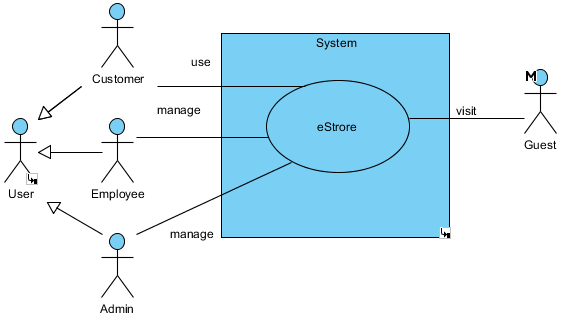 System
use
Customer
manage
visit
eStrore
Guest
User
Employee
manage
Admin
M